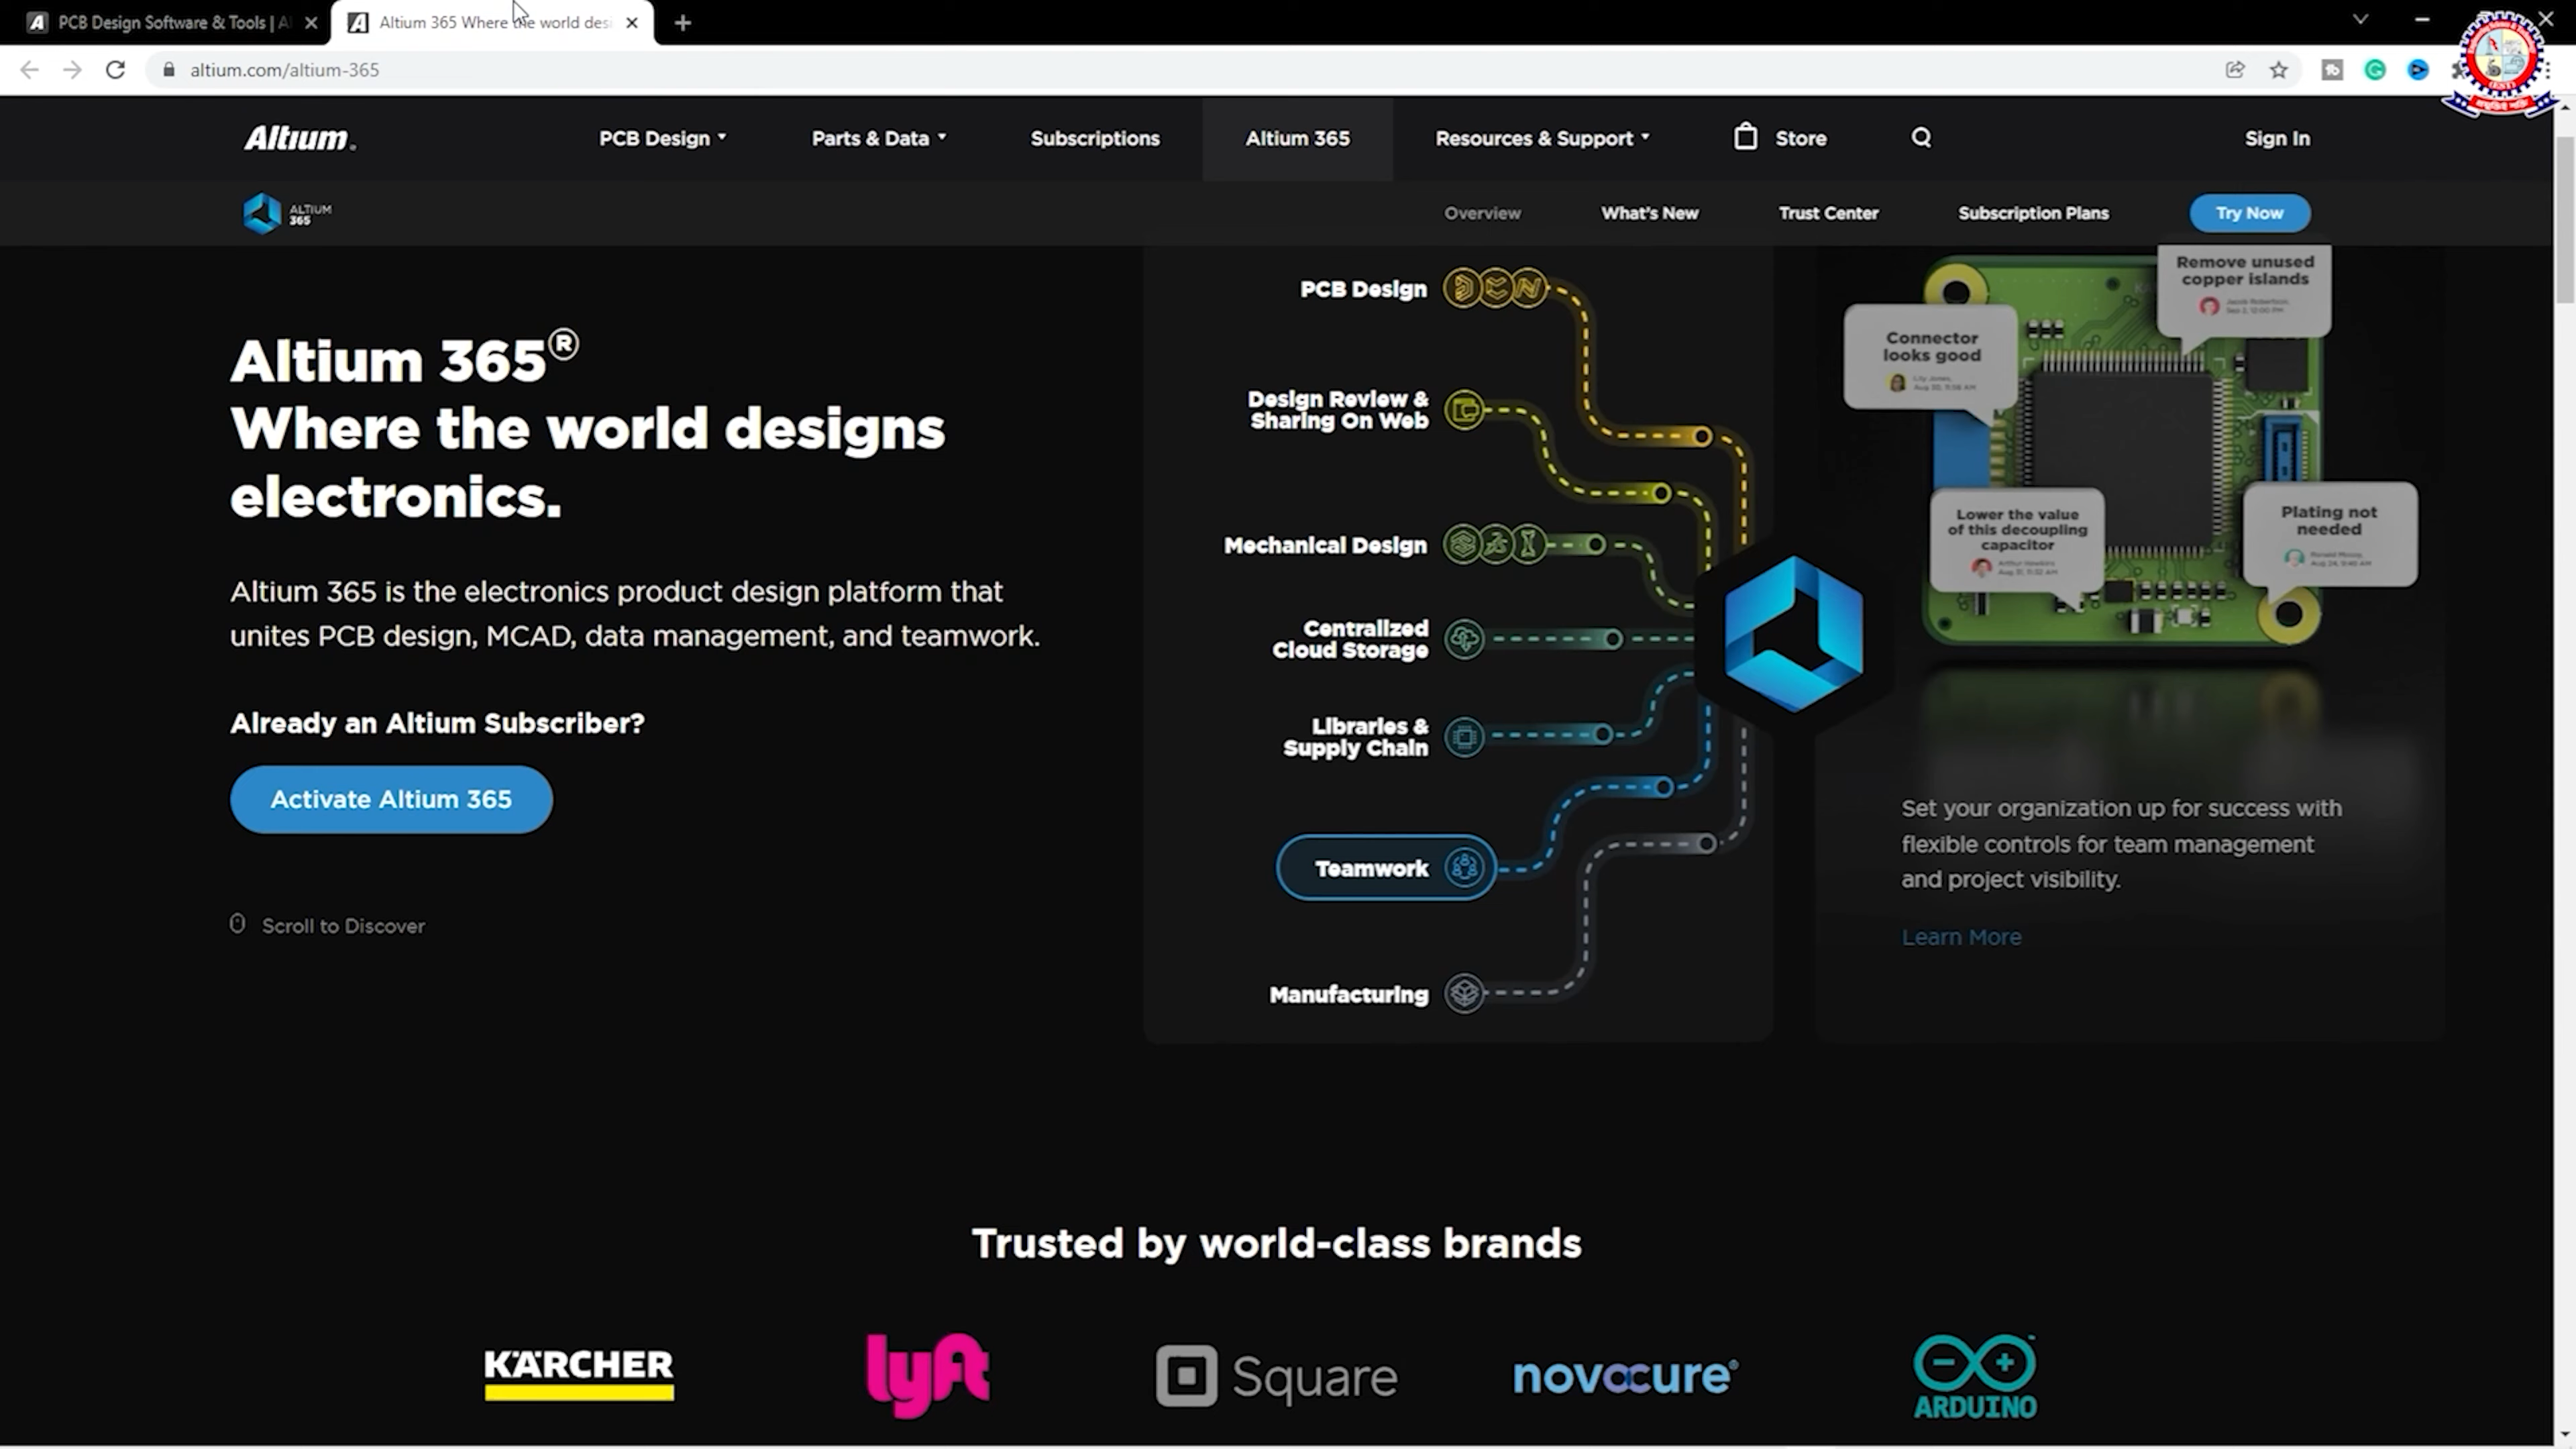 PCB Design Software & Tools | Al
Altium 365 Where the world desi
altium.com/altium-365
Altium®
PCB Design
Parts & Data
Subscriptions
Altium 365
Resources & Support
Store
Sign In
ALTIUM
365
Overview
What's New
Trust Center
Subscription Plans
Try Now
Altium 365®
Where the world designs
electronics.
Altium 365 is the electronics product design platform that
unites PCB design, MCAD, data management, and teamwork.
Already an Altium Subscriber?
Activate Altium 365
Scroll to Discover
PCB Design
Design Review &
Sharing On Web
Mechanical Design
Centralized
Cloud Storage
Libraries &
Supply Chain
Teamwork
Manufacturing
Remove unused
copper islands
Connector
looks good
Lower the value
of this decoupling
capacitor
Plating not
needed
Set your organization up for success with
flexible controls for team management
and project visibility.
Learn More
Trusted by world-class brands
KÄRCHER
lyft
Square
novocure®
ARDUINO